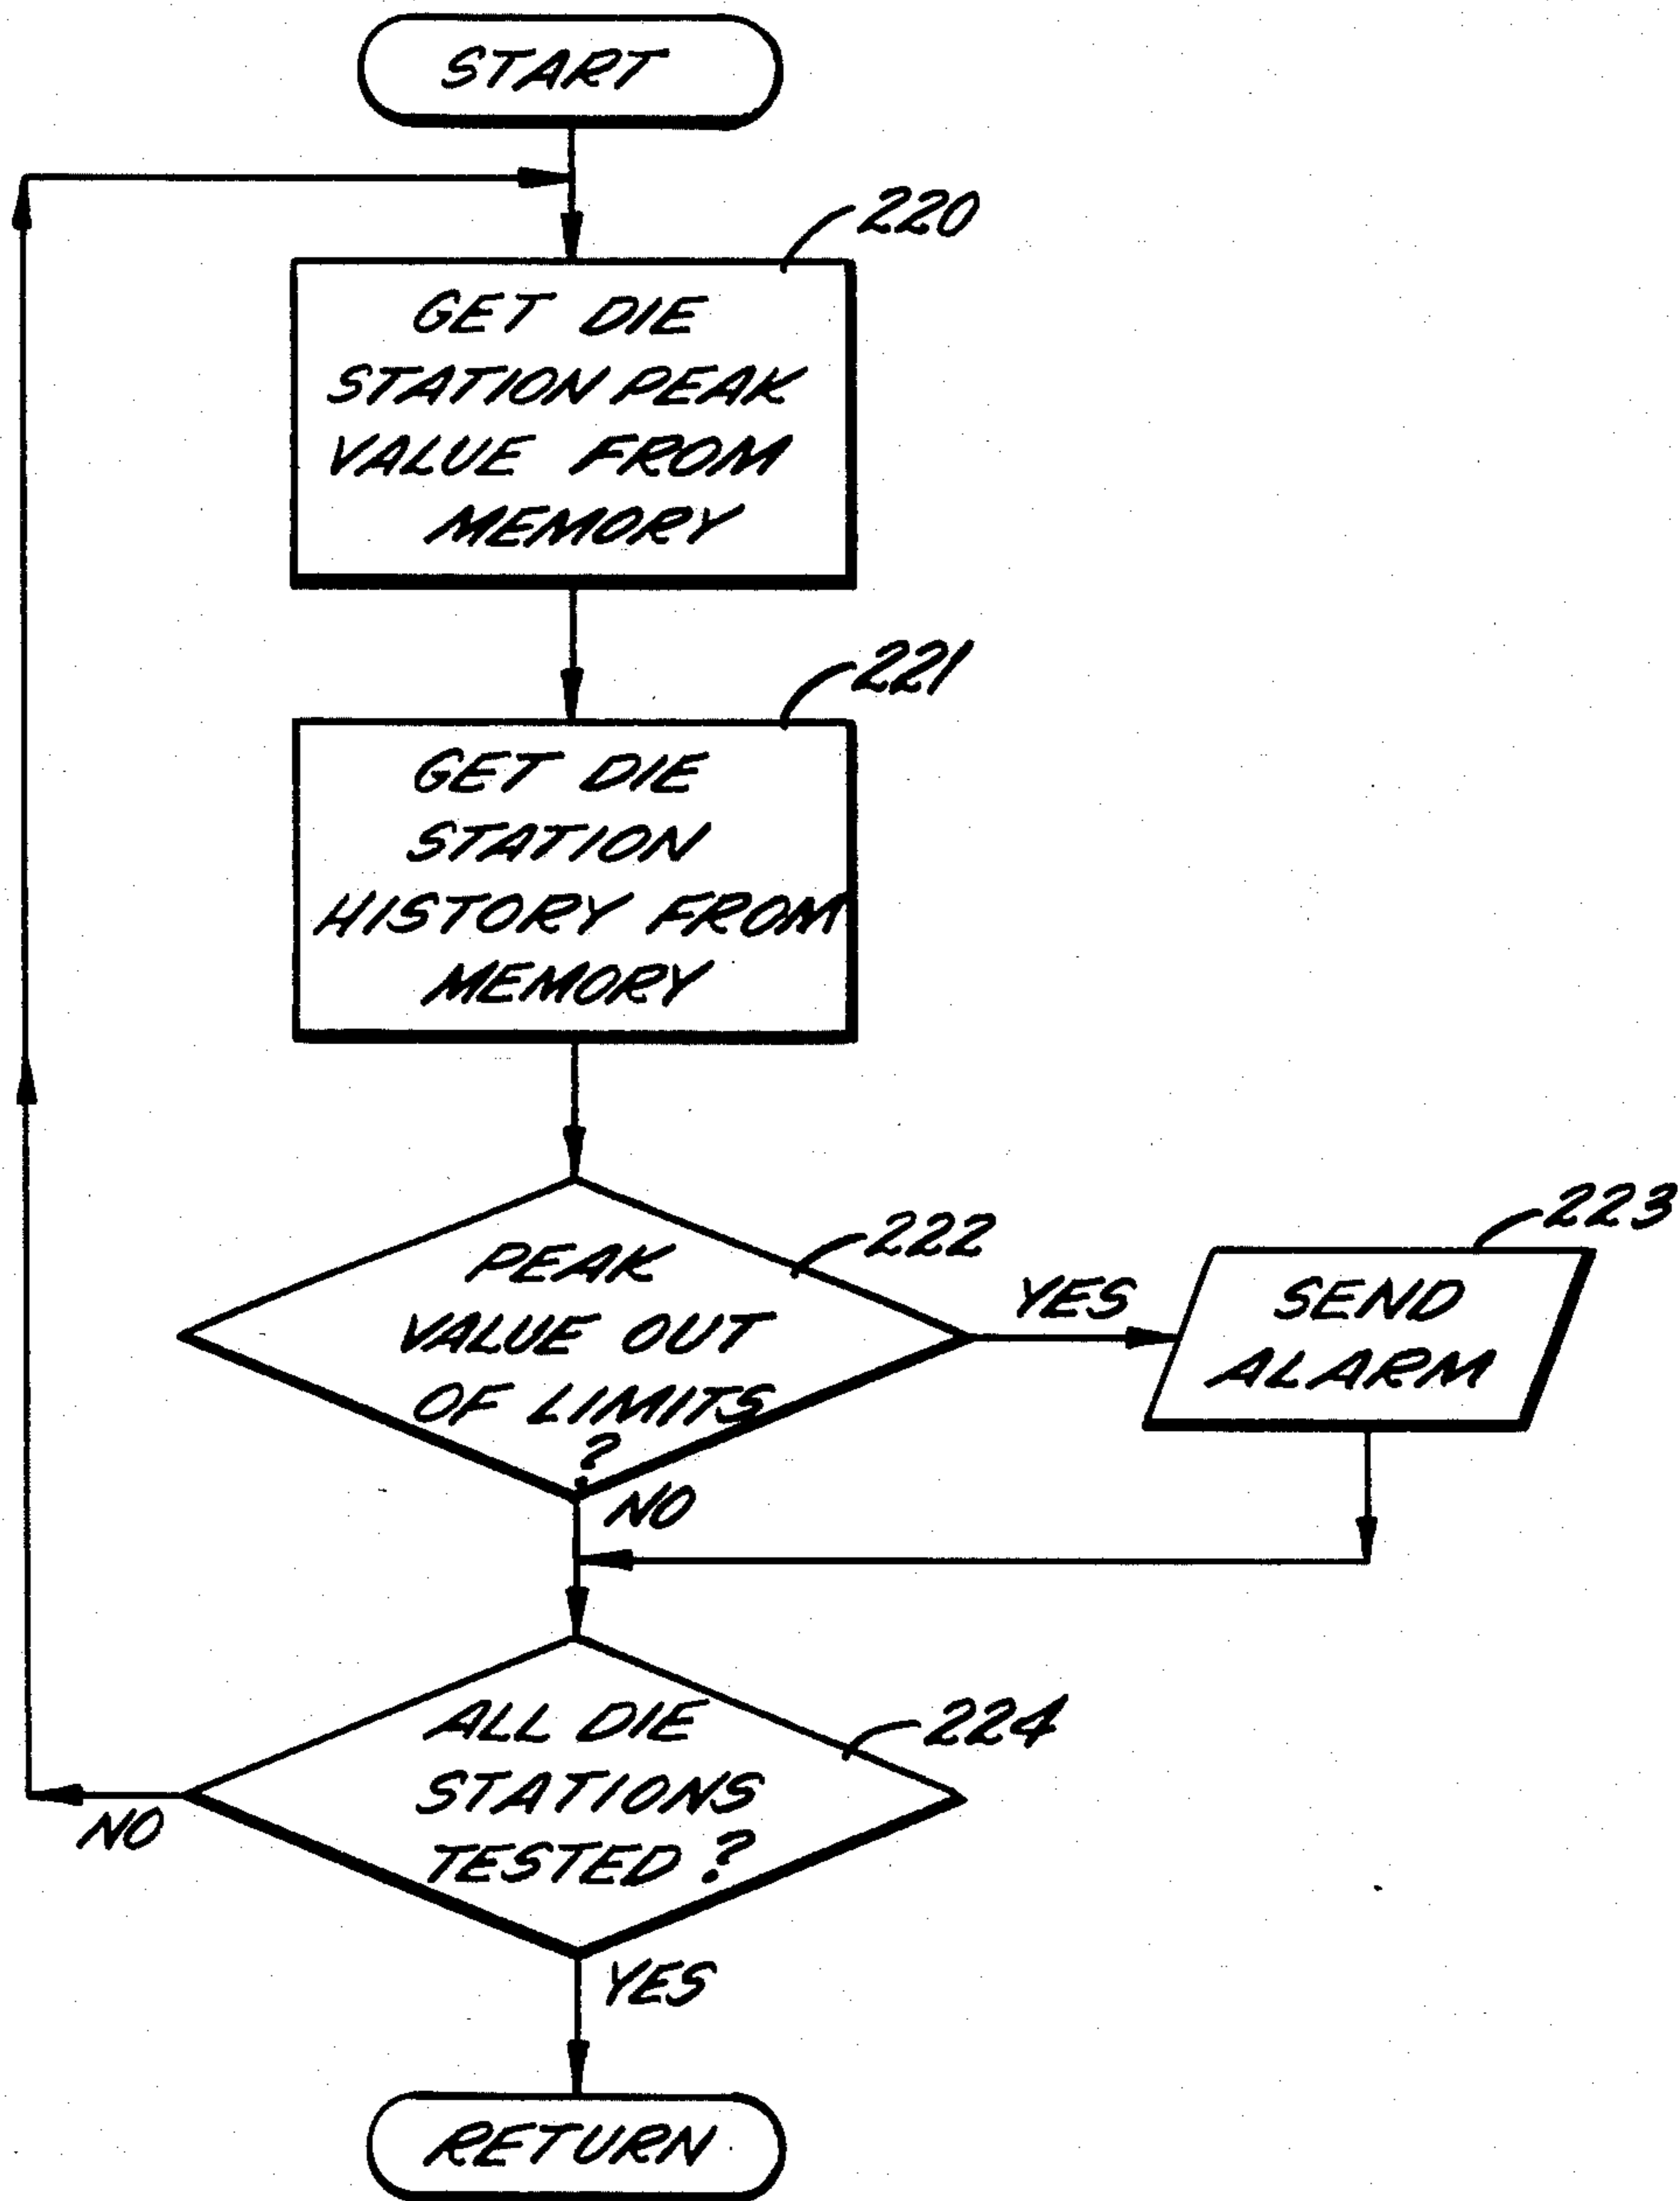 START
220
GET DIE
STATION PEAK
VALUE FROM
MEMORY
221
GET DIE
STATION
HISTORY FROM
MEMORY
222
PEAK
VALUE OUT
OF LIMITS
?
YES
223
SEND
ALARM
NO
224
ALL DIE
STATIONS
TESTED ?
NO
YES
RETURN